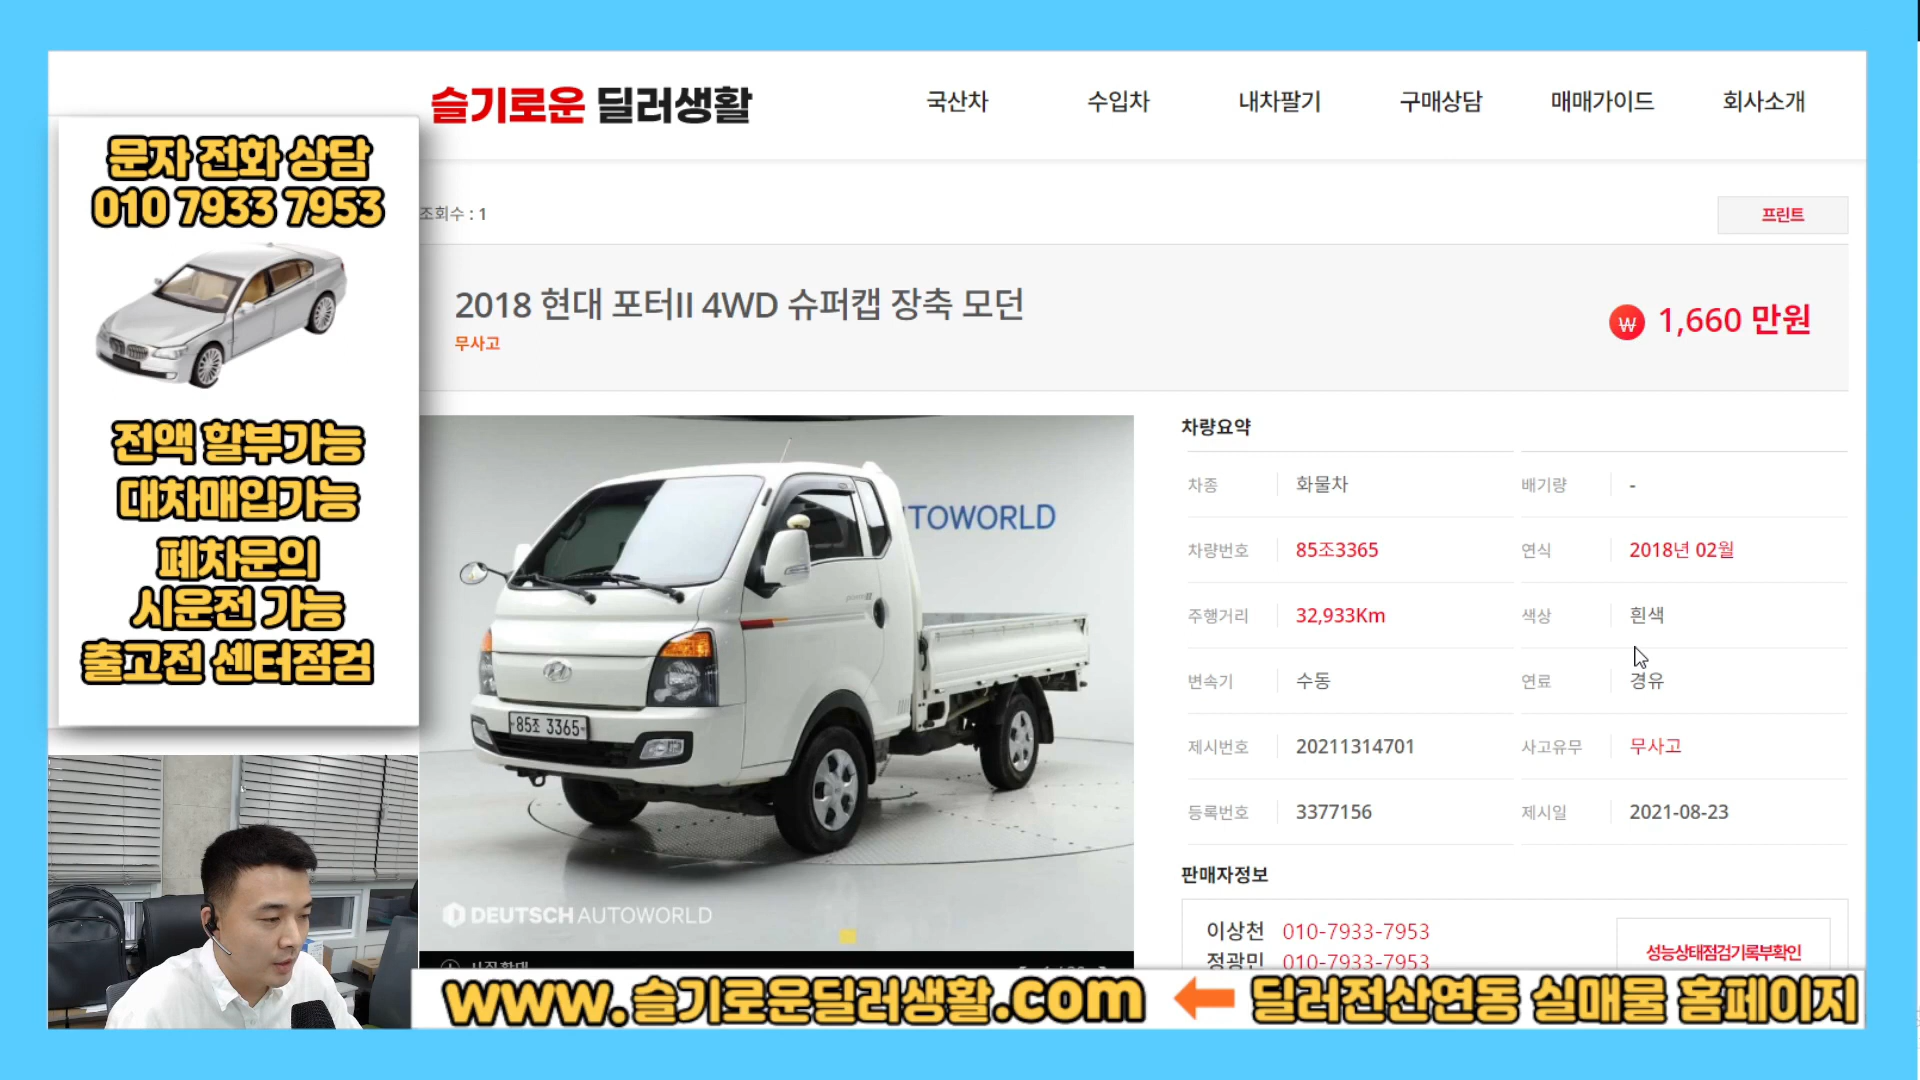 슬기로운 딜러생활
국산차
수입차
내차팔기
구매상담
매매가이드
회사소개
문자 전화 상담
010 7933 7953
전액 할부가능
대차매입가능
폐차문의
시운전 가능
출고전 센터점검
조회수 : 1
프린트
2018 현대 포터II 4WD 슈퍼캡 장축 모던
무사고
₩ 1,660 만원
UTOWORLD
85조 3365
DEUTSCH AUTOWORLD
사진확대
차량요약
차종 화물차 배기량 -
차량번호 85조3365 연식 2018년 02월
주행거리 32,933Km 색상 흰색
변속기 수동 연료 경유
제시번호 20211314701 사고유무 무사고
등록번호 3377156 제시일 2021-08-23
판매자정보
이상천 010-7933-7953
정광민 010-7933-7953
성능상태점검기록부확인
www.슬기로운딜러생활.com ← 딜러전산연동 실매물 홈페이지